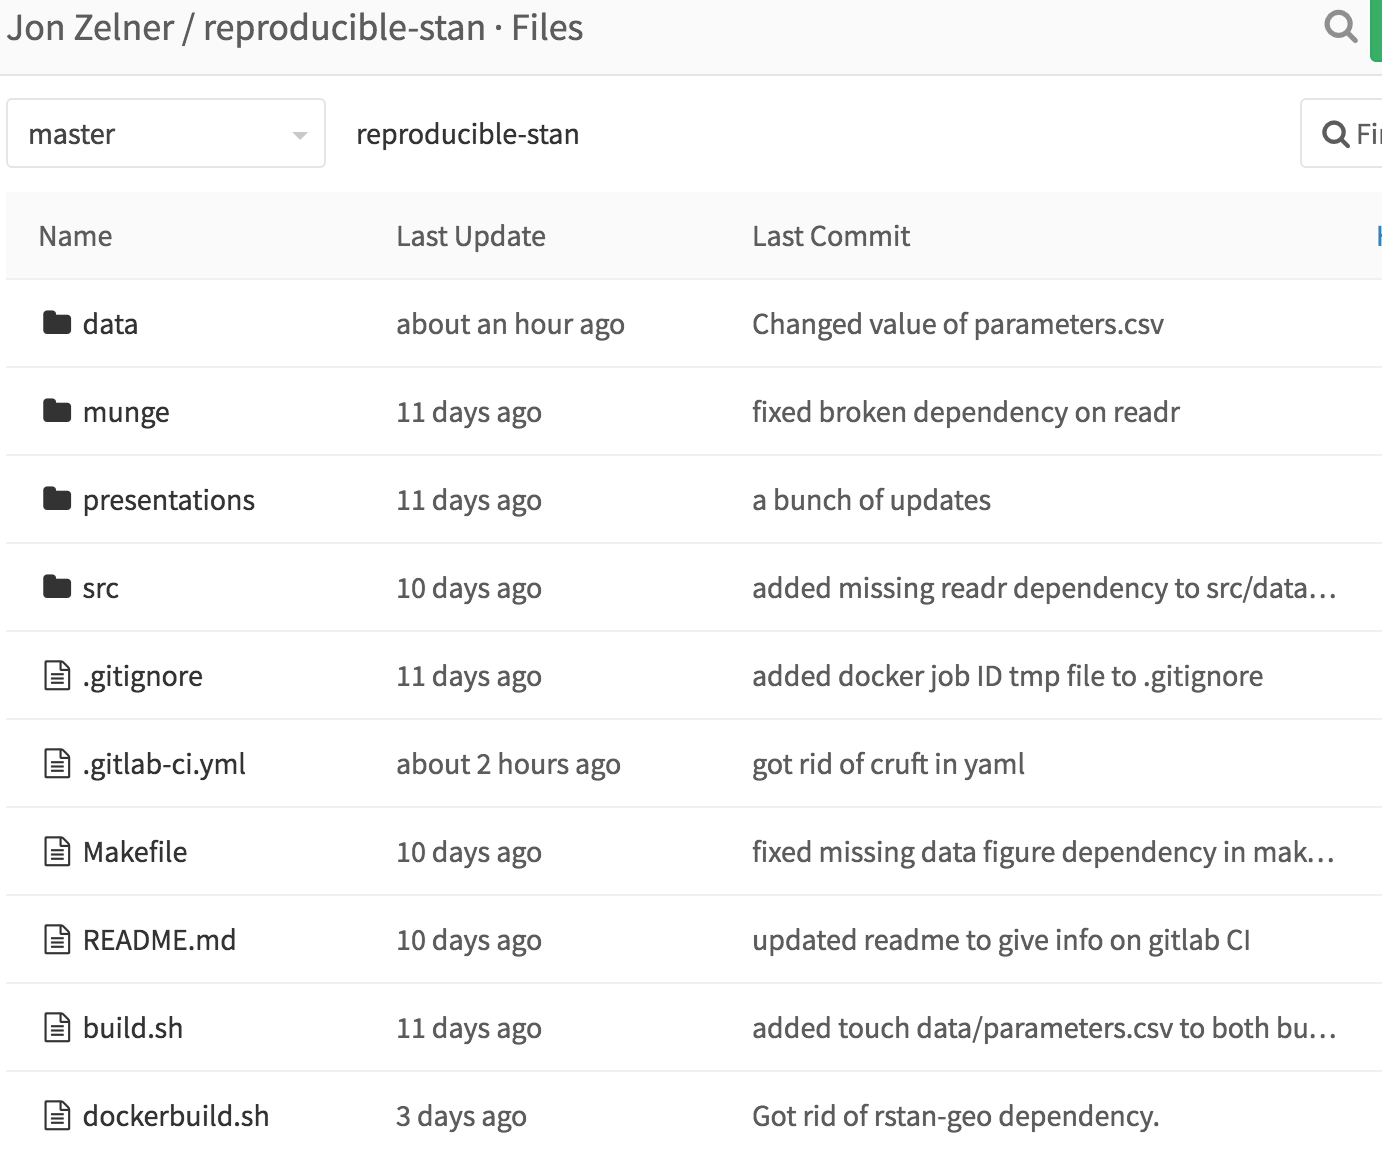 Jon Zelner / reproducible-stan · Files
master reproducible-stan
Name Last Update Last Commit
data about an hour ago Changed value of parameters.csv
munge 11 days ago fixed broken dependency on readr
presentations 11 days ago a bunch of updates
src 10 days ago added missing readr dependency to src/data…
.gitignore 11 days ago added docker job ID tmp file to .gitignore
.gitlab-ci.yml about 2 hours ago got rid of cruft in yaml
Makefile 10 days ago fixed missing data figure dependency in mak…
README.md 10 days ago updated readme to give info on gitlab CI
build.sh 11 days ago added touch data/parameters.csv to both bu…
dockerbuild.sh 3 days ago Got rid of rstan-geo dependency.